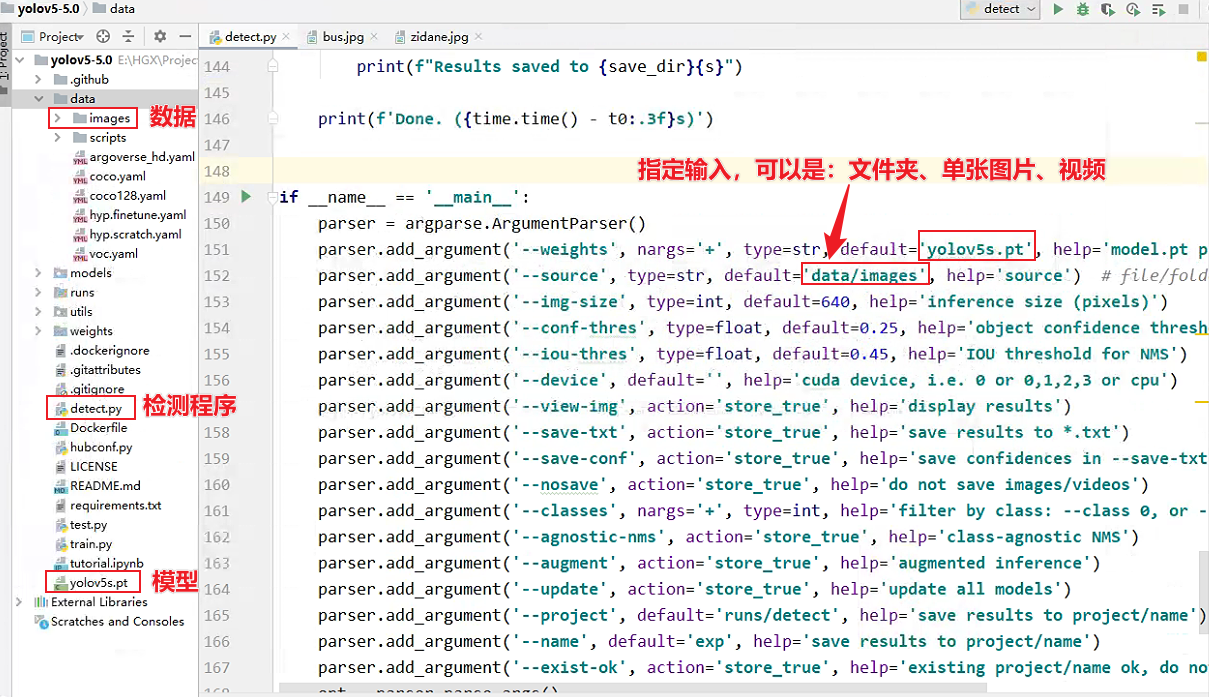 yolov5-5.0 data
detect
1: Project
Project
detect.py
bus.jpg
zidane.jpg
yolov5-5.0 E:\HGX\Projec
.github
data
images
数据
scripts
argoverse_hd.yaml
coco.yaml
coco128.yaml
hyp.finetune.yaml
hyp.scratch.yaml
voc.yaml
models
runs
utils
weights
.dockerignore
.gitattributes
.gitignore
detect.py
检测程序
Dockerfile
hubconf.py
LICENSE
README.md
requirements.txt
test.py
train.py
tutorial.ipynb
yolov5s.pt
模型
External Libraries
Scratches and Consoles
144 print(f"Results saved to {save_dir}{s}")
145
146 print(f'Done. ({time.time() - t0:.3f}s)')
147
148
指定输入，可以是：文件夹、单张图片、视频
149 if __name__ == '__main__':
150 parser = argparse.ArgumentParser()
151 parser.add_argument('--weights', nargs='+', type=str, default='yolov5s.pt', help='model.pt p
152 parser.add_argument('--source', type=str, default='data/images', help='source') # file/fold
153 parser.add_argument('--img-size', type=int, default=640, help='inference size (pixels)')
154 parser.add_argument('--conf-thres', type=float, default=0.25, help='object confidence thresh
155 parser.add_argument('--iou-thres', type=float, default=0.45, help='IOU threshold for NMS')
156 parser.add_argument('--device', default='', help='cuda device, i.e. 0 or 0,1,2,3 or cpu')
157 parser.add_argument('--view-img', action='store_true', help='display results')
158 parser.add_argument('--save-txt', action='store_true', help='save results to *.txt')
159 parser.add_argument('--save-conf', action='store_true', help='save confidences in --save-txt
160 parser.add_argument('--nosave', action='store_true', help='do not save images/videos')
161 parser.add_argument('--classes', nargs='+', type=int, help='filter by class: --class 0, or -
162 parser.add_argument('--agnostic-nms', action='store_true', help='class-agnostic NMS')
163 parser.add_argument('--augment', action='store_true', help='augmented inference')
164 parser.add_argument('--update', action='store_true', help='update all models')
165 parser.add_argument('--project', default='runs/detect', help='save results to project/name')
166 parser.add_argument('--name', default='exp', help='save results to project/name')
167 parser.add_argument('--exist-ok', action='store_true', help='existing project/name ok, do no
168 opt = parser.parse_args()